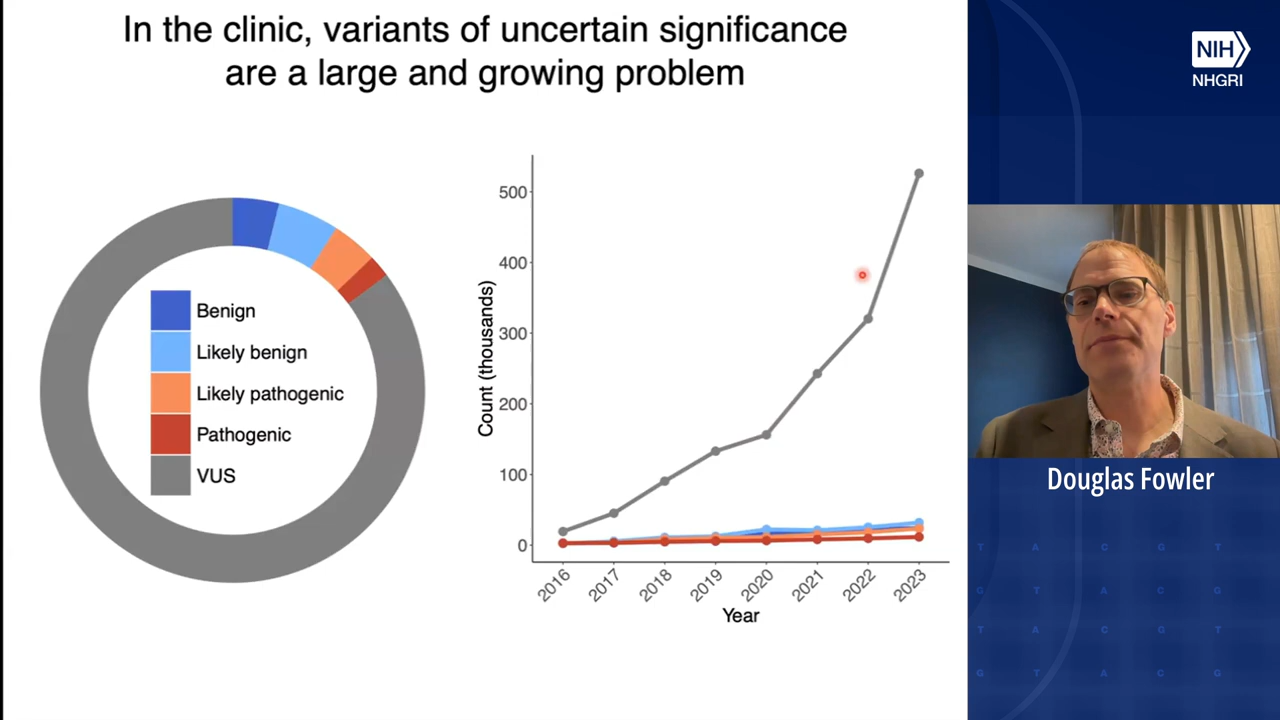 In the clinic, variants of uncertain significance
are a large and growing problem
Benign
Likely benign
Likely pathogenic
Pathogenic
VUS
Count (thousands)
500
400
300
200
100
0
2016
2017
2018
2019
2020
2021
2022
2023
Year
NIH
NHGRI
Douglas Fowler
T A C G T
G T A C G
T A C G T
G T A C G